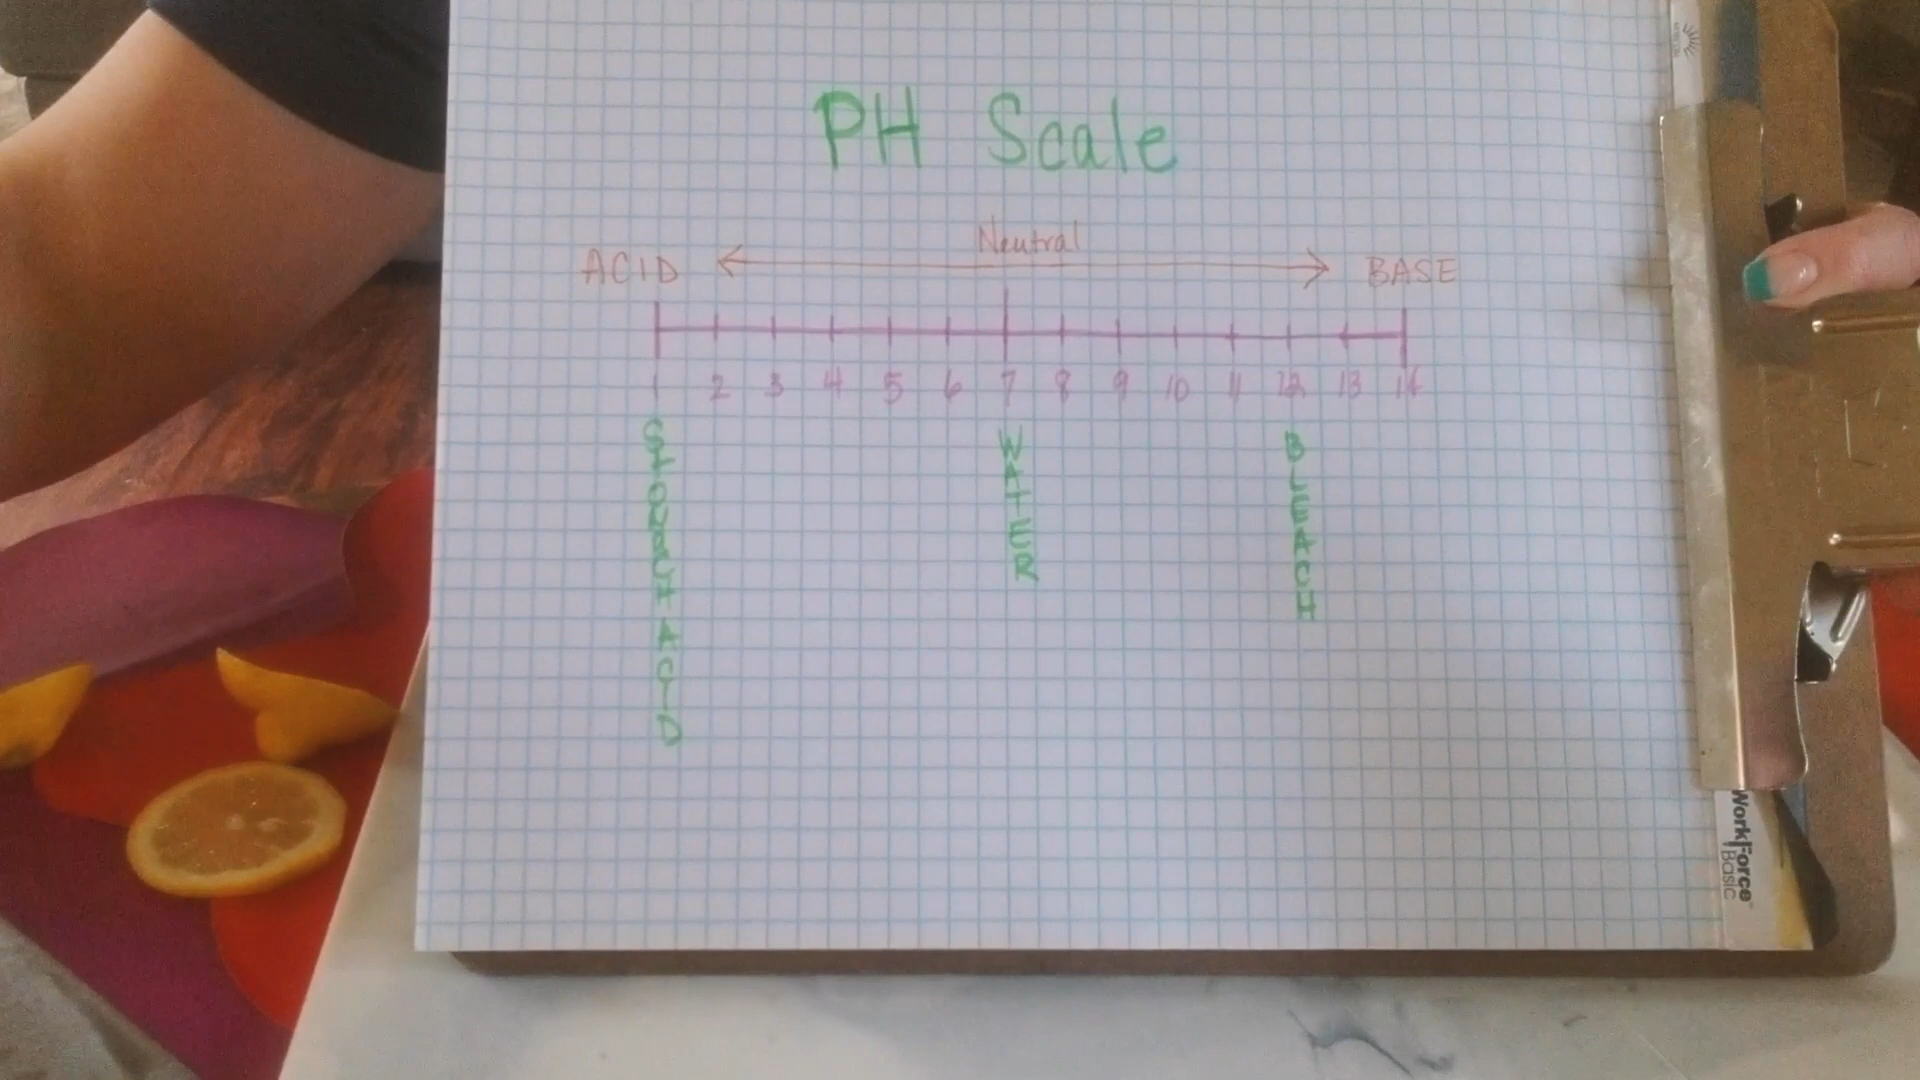 PH Scale
Neutral
ACID
BASE
1 2 3 4 5 6 7 8 9 10 11 12 13 14
STOMACH ACID
WATER
BLEACH
WorkForce™
Basic